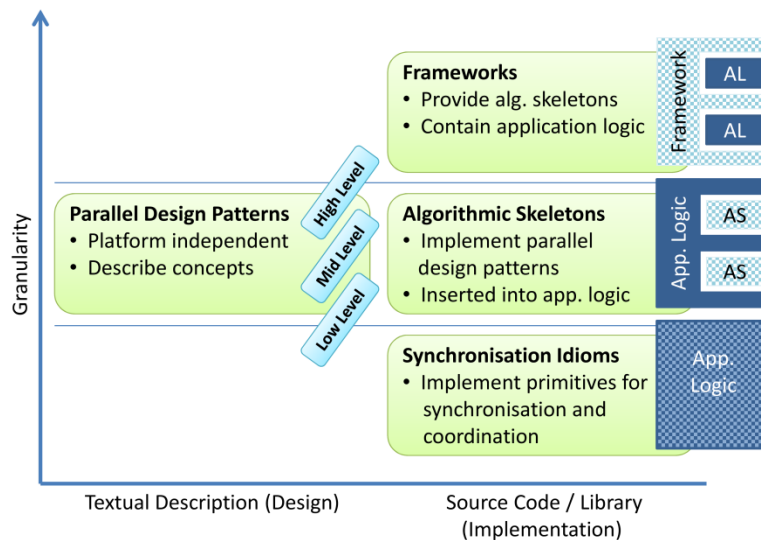 Granularity
Frameworks
• Provide alg. skeletons
• Contain application logic
Framework
AL
AL
Parallel Design Patterns
• Platform independent
• Describe concepts
High Level
Mid Level
Low Level
Algorithmic Skeletons
• Implement parallel
design patterns
• Inserted into app. logic
App. Logic
AS
AS
Synchronisation Idioms
• Implement primitives for
synchronisation and
coordination
App.
Logic
Textual Description (Design)
Source Code / Library
(Implementation)